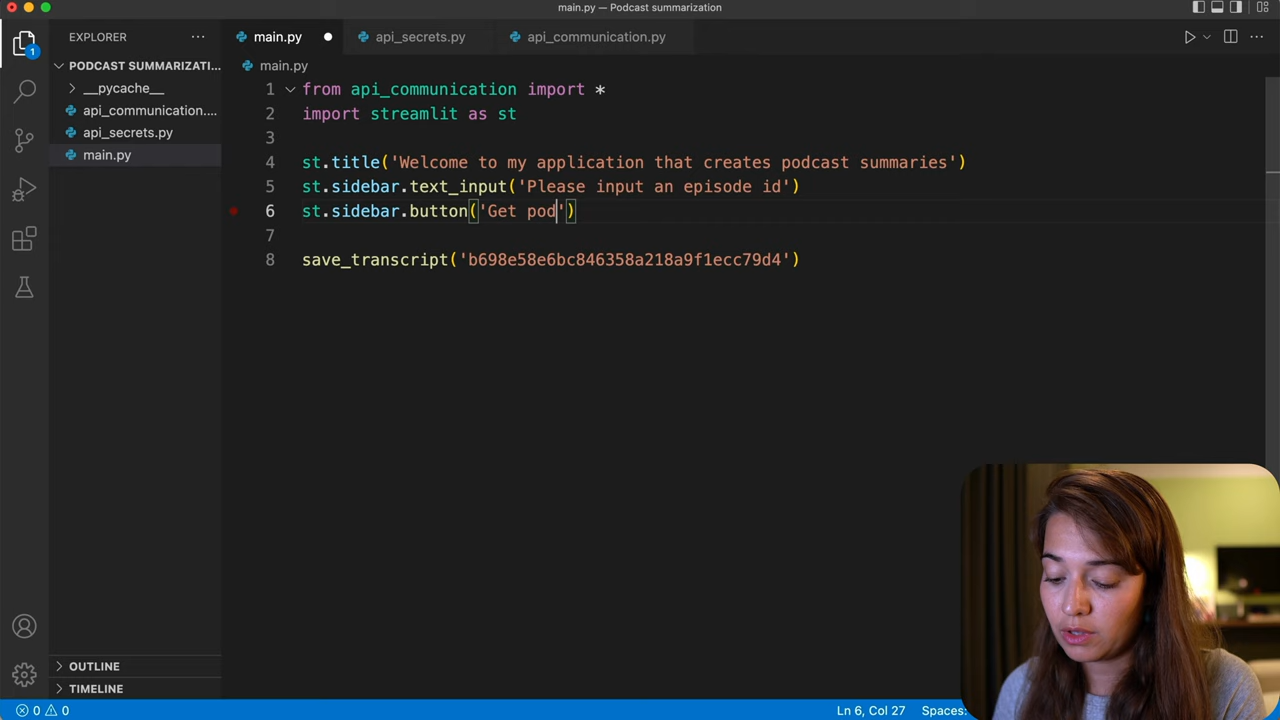 main.py — Podcast summarization
EXPLORER
main.py
api_secrets.py
api_communication.py
PODCAST SUMMARIZATI...
main.py
__pycache__
api_communication....
api_secrets.py
main.py
1
1 from api_communication import *
2 import streamlit as st
3
4 st.title('Welcome to my application that creates podcast summaries')
5 st.sidebar.text_input('Please input an episode id')
6 st.sidebar.button('Get pod')
7
8 save_transcript('b698e58e6bc846358a218a9f1ecc79d4')
OUTLINE
TIMELINE
0 0 Ln 6, Col 27 Spaces: